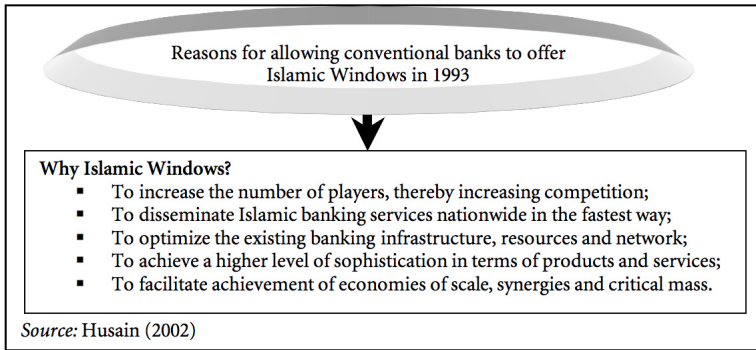 Reasons for allowing conventional banks to offer
Islamic Windows in 1993
Why Islamic Windows?
▪ To increase the number of players, thereby increasing competition;
▪ To disseminate Islamic banking services nationwide in the fastest way;
▪ To optimize the existing banking infrastructure, resources and network;
▪ To achieve a higher level of sophistication in terms of products and services;
▪ To facilitate achievement of economies of scale, synergies and critical mass.
Source: Husain (2002)